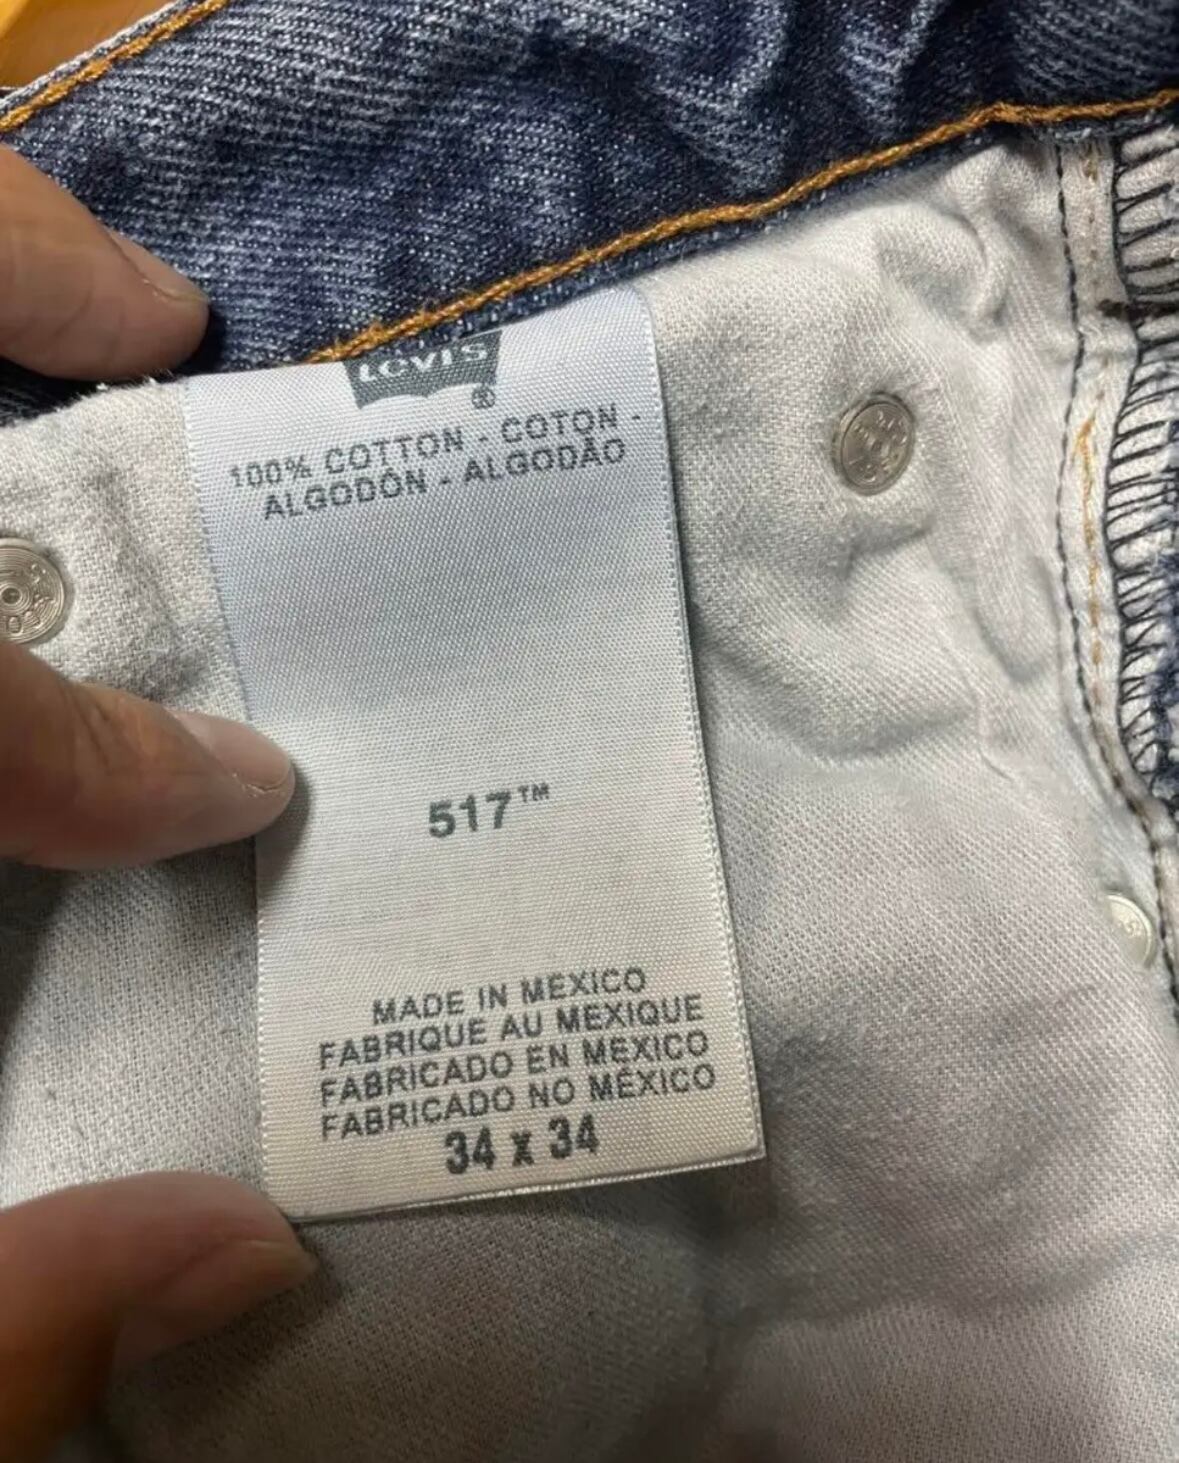 Levi's®
100% COTTON - COTON -
ALGODÓN - ALGODÃO
517™
MADE IN MEXICO
FABRIQUE AU MEXIQUE
FABRICADO EN MEXICO
FABRICADO NO MÉXICO
34 x 34